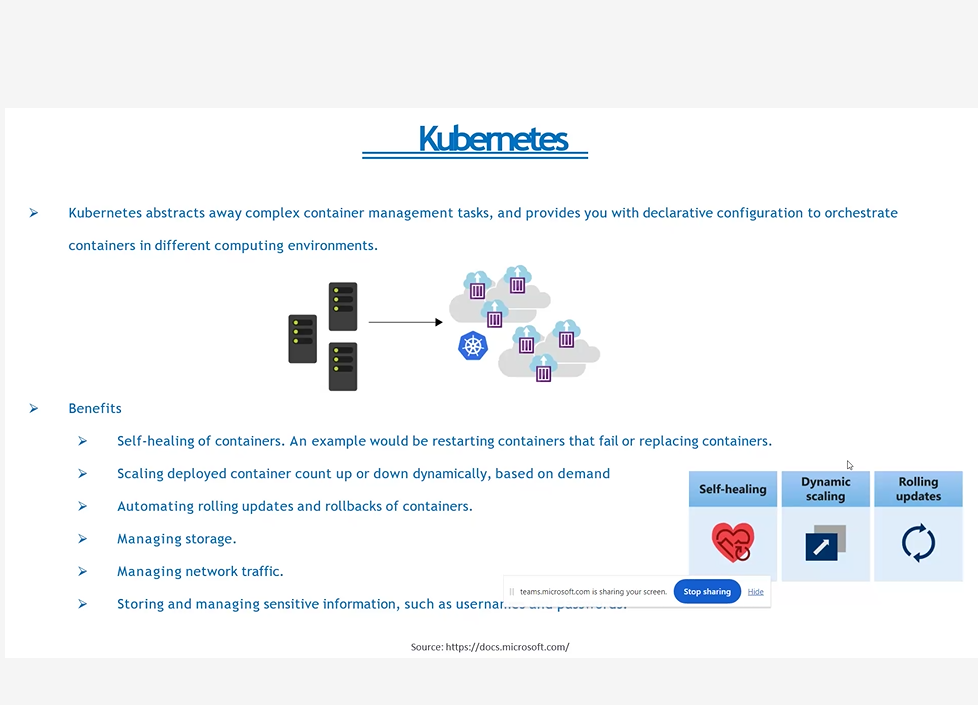 Kubernetes
Kubernetes abstracts away complex container management tasks, and provides you with declarative configuration to orchestrate
containers in different computing environments.
Benefits
Self-healing of containers. An example would be restarting containers that fail or replacing containers.
Scaling deployed container count up or down dynamically, based on demand
Automating rolling updates and rollbacks of containers.
Managing storage.
Managing network traffic.
Storing and managing sensitive information, such as usernames and passwords.
Self-healing
Dynamic
scaling
Rolling
updates
teams.microsoft.com is sharing your screen.
Stop sharing
Hide
Source: https://docs.microsoft.com/